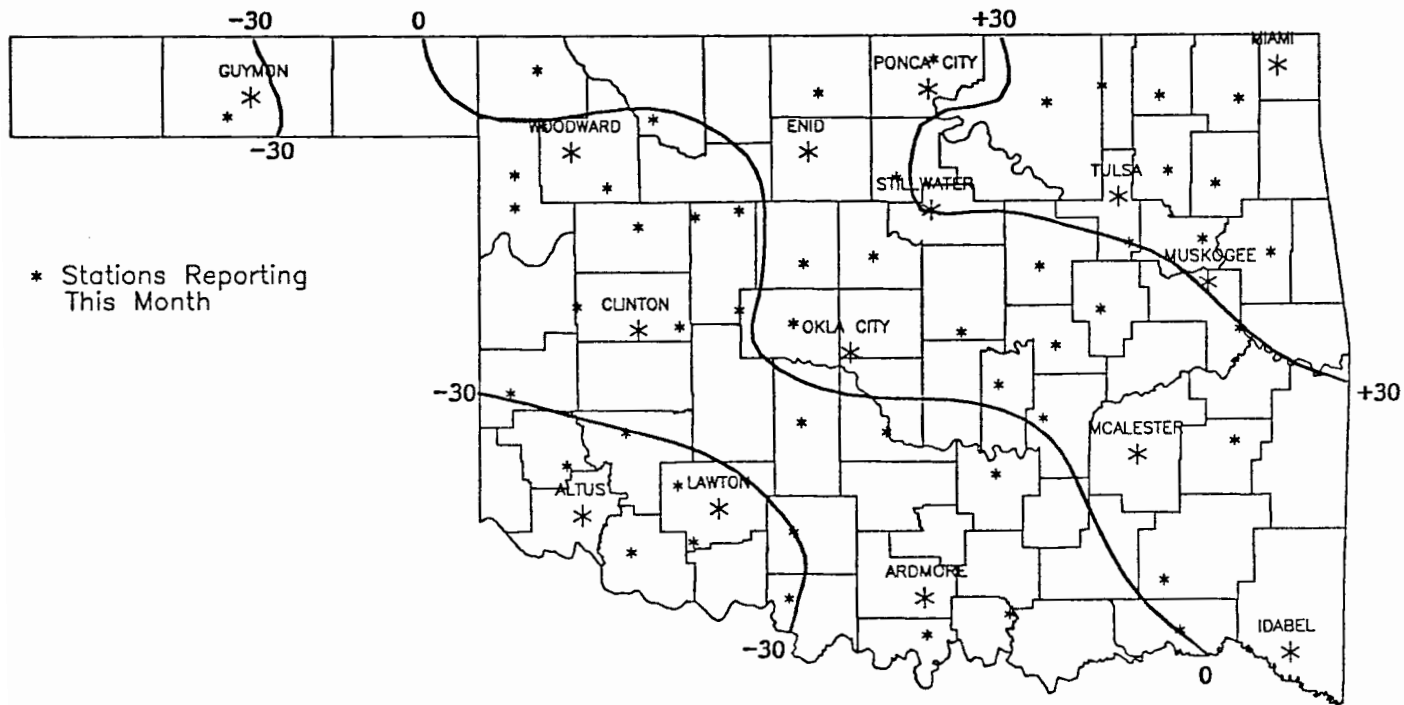 -30 0 +30
MIAMI
GUYMON PONCA CITY
-30 WOODWARD ENID
STILLWATER TULSA
* Stations Reporting
This Month
MUSKOGEE
CLINTON OKLA CITY
-30 +30
MCALESTER
ALTUS LAWTON
ARDMORE
IDABEL
-30 0